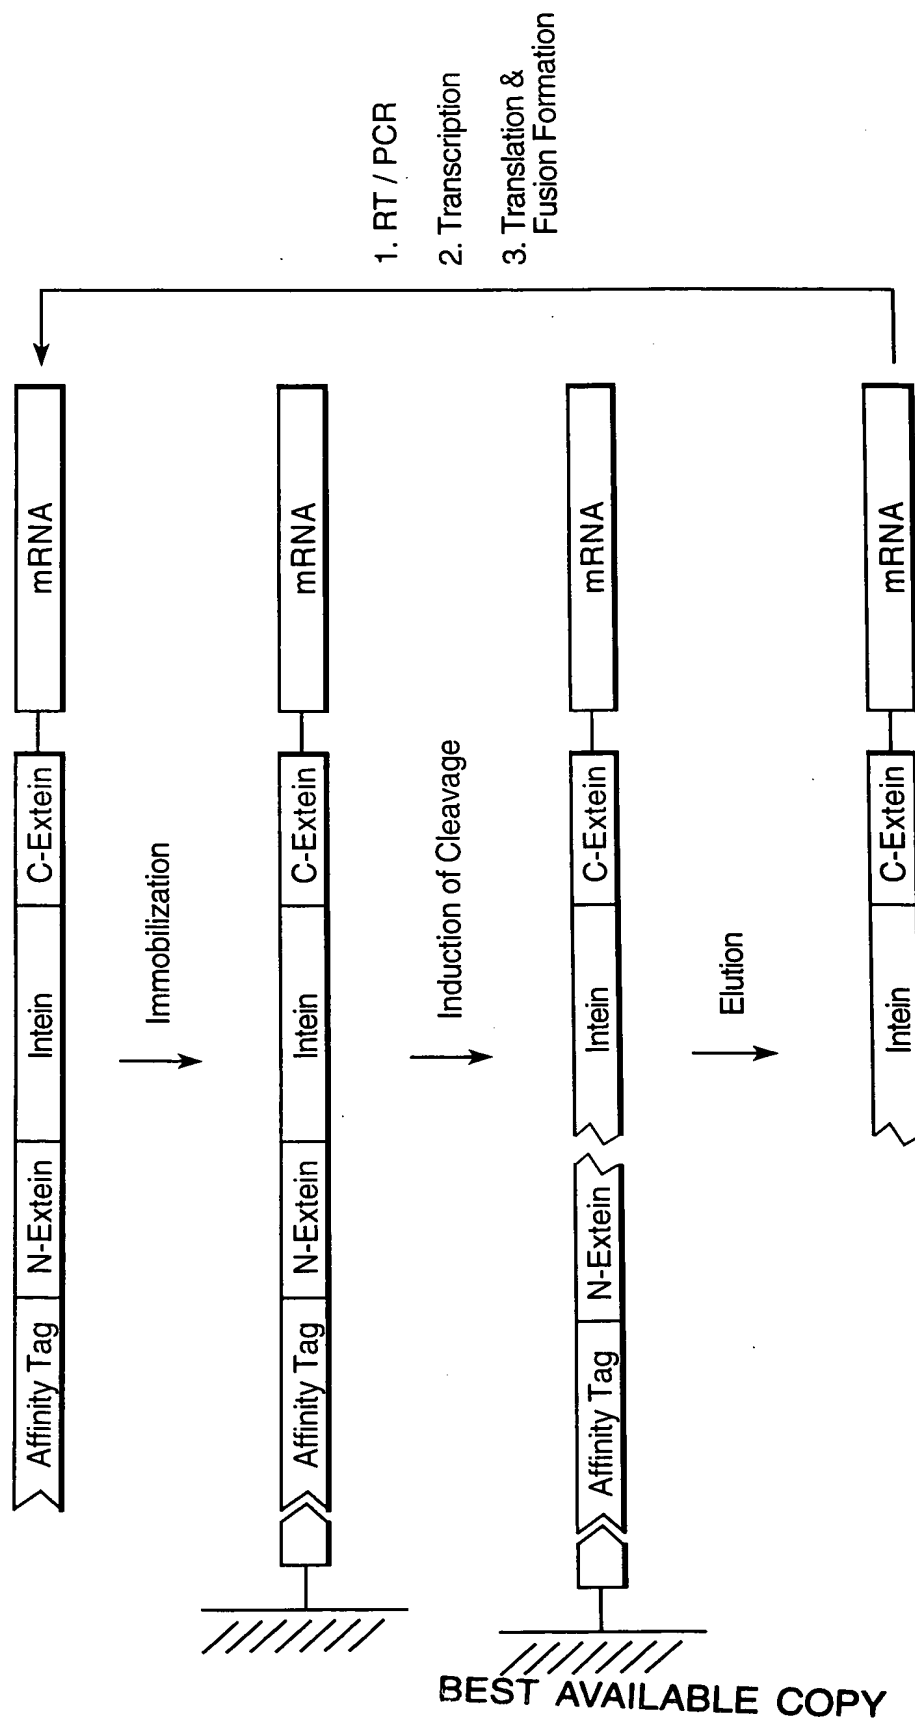 Affinity Tag N-Extein Intein C-Extein mRNA
Immobilization
Affinity Tag N-Extein Intein C-Extein mRNA
Induction of Cleavage
Affinity Tag N-Extein Intein C-Extein mRNA
Elution
Intein C-Extein mRNA
1. RT / PCR
2. Transcription
3. Translation &
Fusion Formation
BEST AVAILABLE COPY